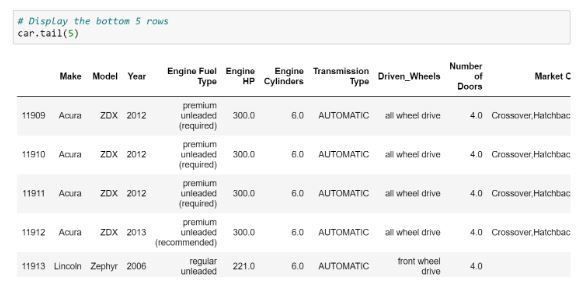 # Display the bottom 5 rows
car.tail(5)
Make Model Year Engine Fuel Type Engine HP Engine Cylinders Transmission Type Driven_Wheels Number of Doors Market C
11909 Acura ZDX 2012 premium unleaded (required) 300.0 6.0 AUTOMATIC all wheel drive 4.0 Crossover,Hatchbac
11910 Acura ZDX 2012 premium unleaded (required) 300.0 6.0 AUTOMATIC all wheel drive 4.0 Crossover,Hatchbac
11911 Acura ZDX 2012 premium unleaded (required) 300.0 6.0 AUTOMATIC all wheel drive 4.0 Crossover,Hatchbac
11912 Acura ZDX 2013 premium unleaded (recommended) 300.0 6.0 AUTOMATIC all wheel drive 4.0 Crossover,Hatchbac
11913 Lincoln Zephyr 2006 regular unleaded 221.0 6.0 AUTOMATIC front wheel drive 4.0